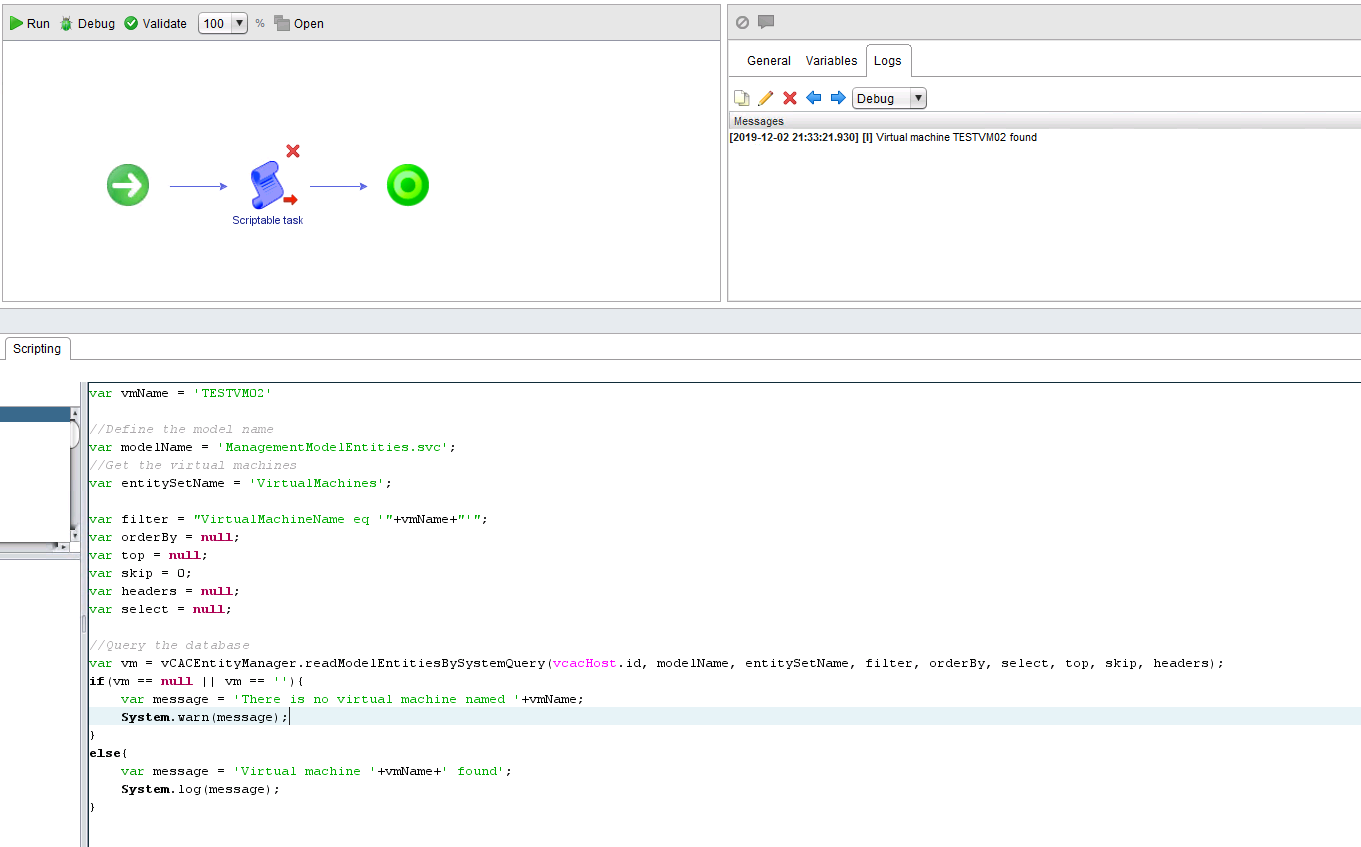 Run Debug Validate 100 % Open
General Variables Logs
Debug
Messages
[2019-12-02 21:33:21.930] [I] Virtual machine TESTVM02 found
Scriptable task
Scripting
var vmName = 'TESTVM02'
//Define the model name
var modelName = 'ManagementModelEntities.svc';
//Get the virtual machines
var entitySetName = 'VirtualMachines';
var filter = "VirtualMachineName eq '"+vmName+"'";
var orderBy = null;
var top = null;
var skip = 0;
var headers = null;
var select = null;
//Query the database
var vm = vCACEntityManager.readModelEntitiesBySystemQuery(vcacHost.id, modelName, entitySetName, filter, orderBy, select, top, skip, headers);
if(vm == null || vm == ''){
    var message = 'There is no virtual machine named '+vmName;
    System.warn(message);
}
else{
    var message = 'Virtual machine '+vmName+' found';
    System.log(message);
}